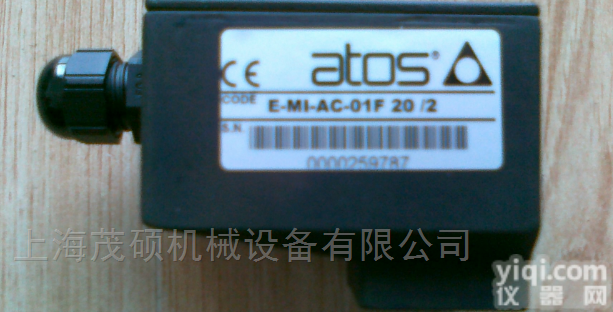 CE
atos®
CODE
E-MI-AC-01F 20 /2
S.N.
0000259787
上海茂硕机械设备有限公司
yiqi.com
仪器网